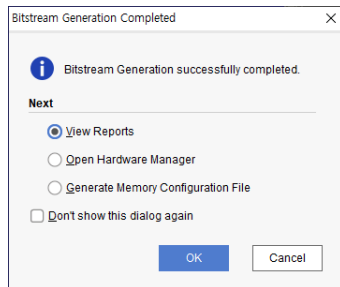 Bitstream Generation Completed
Bitstream Generation successfully completed.
Next
View Reports
Open Hardware Manager
Generate Memory Configuration File
Don't show this dialog again
OK
Cancel